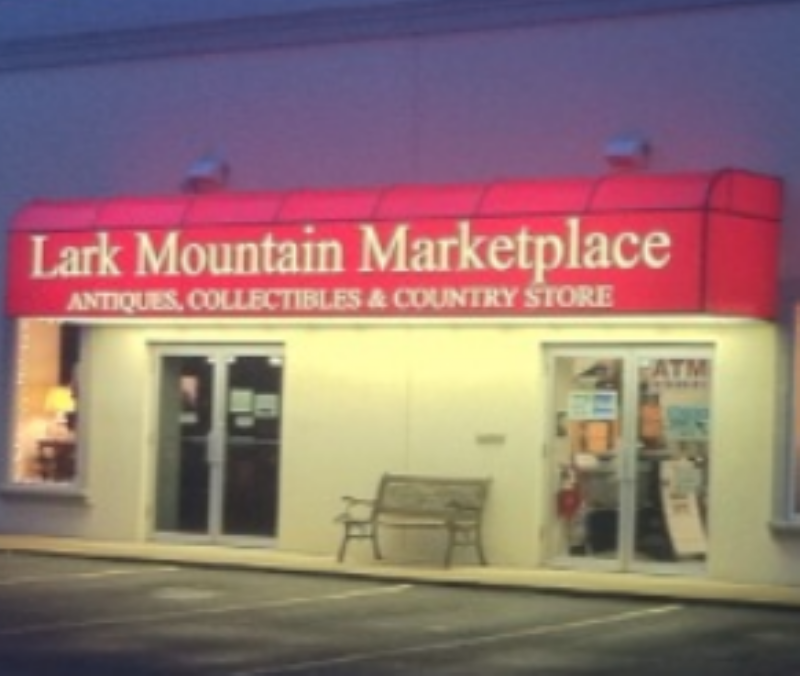 Lark Mountain Marketplace
ANTIQUES, COLLECTIBLES & COUNTRY STORE
ATM